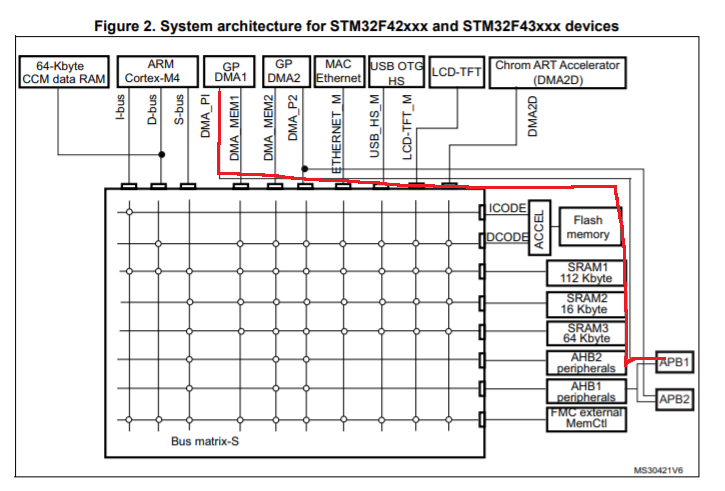 Figure 2. System architecture for STM32F42xxx and STM32F43xxx devices
64-Kbyte
CCM data RAM
ARM
Cortex-M4
GP
DMA1
GP
DMA2
MAC
Ethernet
USB OTG
HS
LCD-TFT
Chrom ART Accelerator
(DMA2D)
I-bus
D-bus
S-bus
DMA_PI
DMA_MEM1
DMA_MEM2
DMA_P2
ETHERNET_M
USB_HS_M
LCD-TFT_M
DMA2D
ICODE
DCODE
ACCEL
Flash
memory
SRAM1
112 Kbyte
SRAM2
16 Kbyte
SRAM3
64 Kbyte
AHB2
peripherals
AHB1
peripherals
FMC external
MemCtl
APB1
APB2
Bus matrix-S
MS30421V6